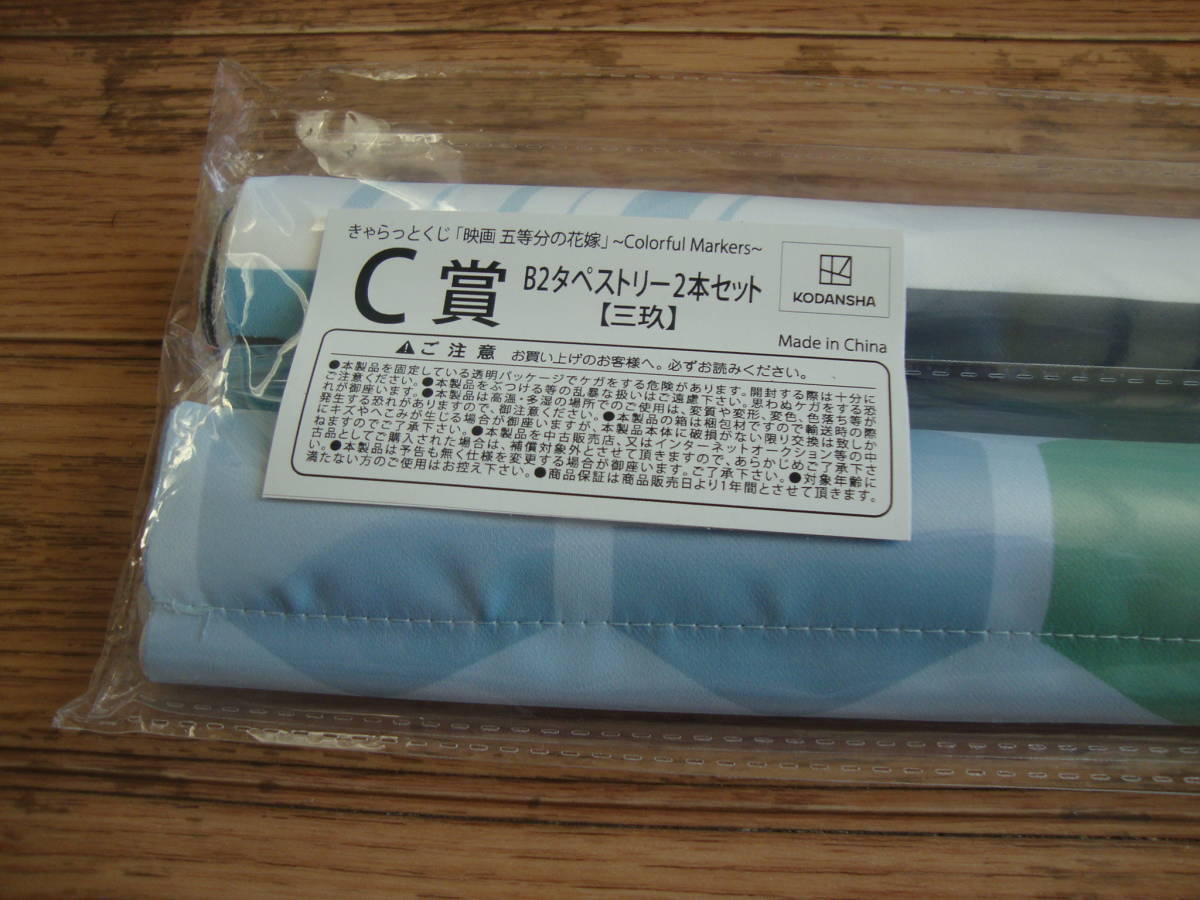 きゃらっとくじ「映画 五等分の花嫁」~Colorful Markers~
C賞 B2タペストリー2本セット
【三玖】
KODANSHA
Made in China
ご注意 お買い上げのお客様へ。必ずお読みください。
●本製品を固定している透明パッケージでケガをする危険があります。開封する際は十分に
ご注意ください。●本製品をぶつける等の乱暴な扱いはご遠慮下さい。思わぬケガをする恐
れが御座います。●本製品は高温・多湿の場所でのご使用は、変質や変形、変色、色落ち等が
発生する恐れがありますので、御注意ください。●本製品の箱は梱包材ですので輸送時の際
にキズやへこみが生じる場合が御座いますが、本製品本体に破損がない限り交換は致しか
ねますのでご了承下さい。●本製品を中古販売店、又はインターネットオークション等の中
古品としてご購入された場合は、補償対象外とさせて頂きますので、あらかじめご了承下さ
い。●本製品は予告も無く仕様を変更する場合が御座います。ご了承下さい。●対象年齢に
満たない方のご使用はお控え下さい。●商品保証は商品販売日より1年間とさせて頂きます。